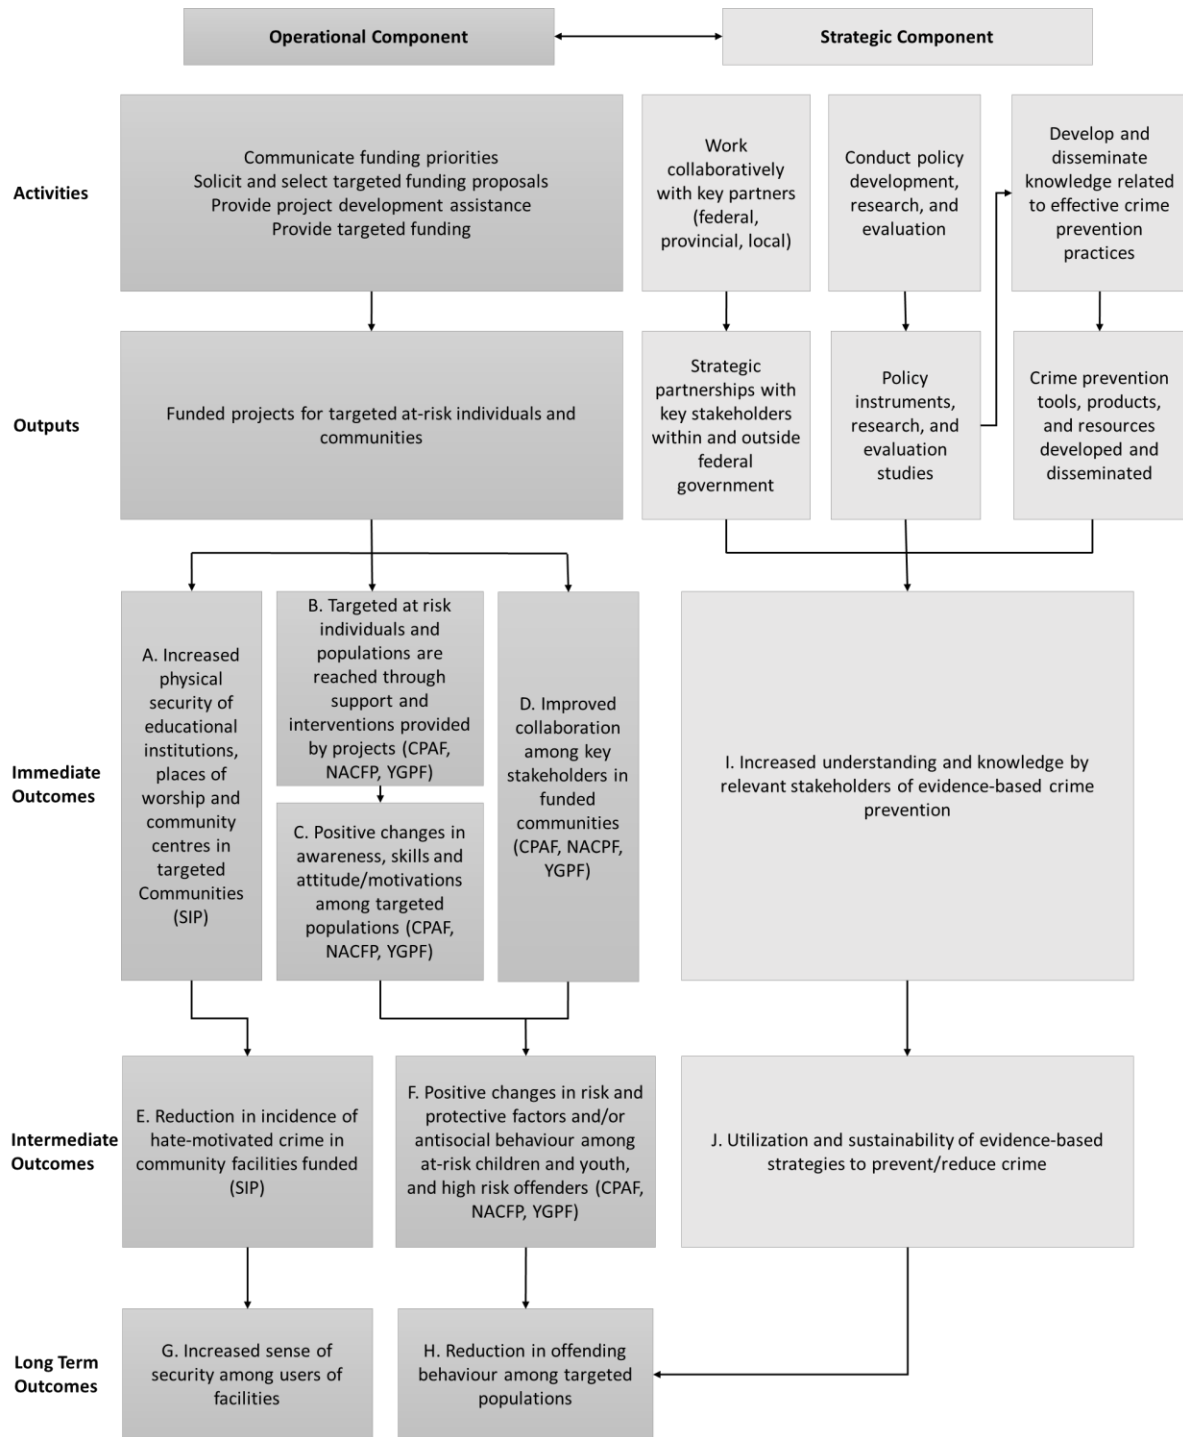 Operational Component
Strategic Component
Activities
Communicate funding priorities
Solicit and select targeted funding proposals
Provide project development assistance
Provide targeted funding
Work
collaboratively
with key
partners
(federal,
provincial, local)
Conduct policy
development,
research, and
evaluation
Develop and
disseminate
knowledge related
to effective crime
prevention
practices
Outputs
Funded projects for targeted at-risk individuals and
communities
Strategic
partnerships with
key stakeholders
within and outside
federal
government
Policy
instruments,
research, and
evaluation
studies
Crime prevention
tools, products,
and resources
developed and
disseminated
Immediate
Outcomes
A. Increased
physical
security of
educational
institutions,
places of
worship and
community
centres in
targeted
Communities
(SIP)
B. Targeted at risk
individuals and
populations are
reached through
support and
interventions provided
by projects (CPAF,
NACFP, YGPF)
C. Positive changes in
awareness, skills and
attitude/motivations
among targeted
populations (CPAF,
NACFP, YGPF)
D. Improved
collaboration
among key
stakeholders in
funded
communities
(CPAF, NACPF,
YGPF)
I. Increased understanding and knowledge by
relevant stakeholders of evidence-based crime
prevention
Intermediate
Outcomes
E. Reduction in incidence of
hate-motivated crime in
community facilities funded
(SIP)
F. Positive changes in risk and
protective factors and/or
antisocial behaviour among
at-risk children and youth,
and high risk offenders (CPAF,
NACFP, YGPF)
J. Utilization and sustainability of evidence-based
strategies to prevent/reduce crime
Long Term
Outcomes
G. Increased sense of
security among users of
facilities
H. Reduction in offending
behaviour among targeted
populations